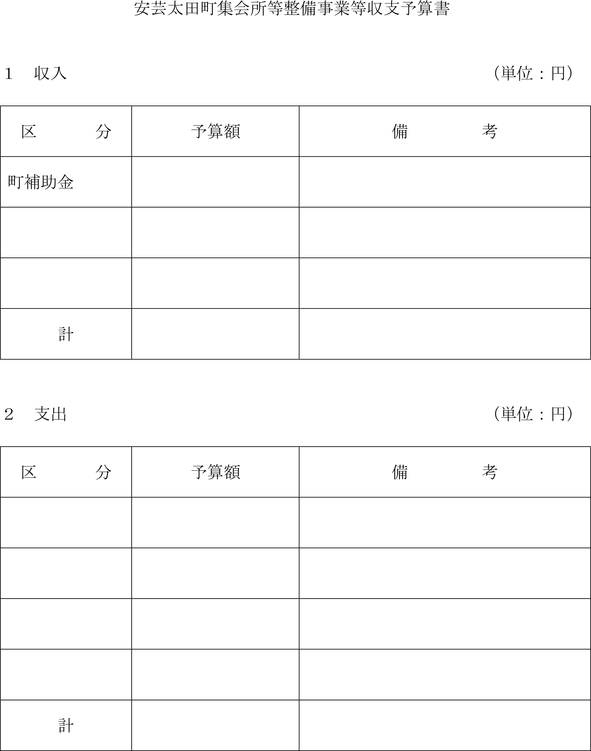 安芸太田町集会所等整備事業等収支予算書
１　収入　　　　（単位：円）
区　　　分　　予算額　　備　　　考
町補助金
計
２　支出　　　　（単位：円）
区　　　分　　予算額　　備　　　考
計